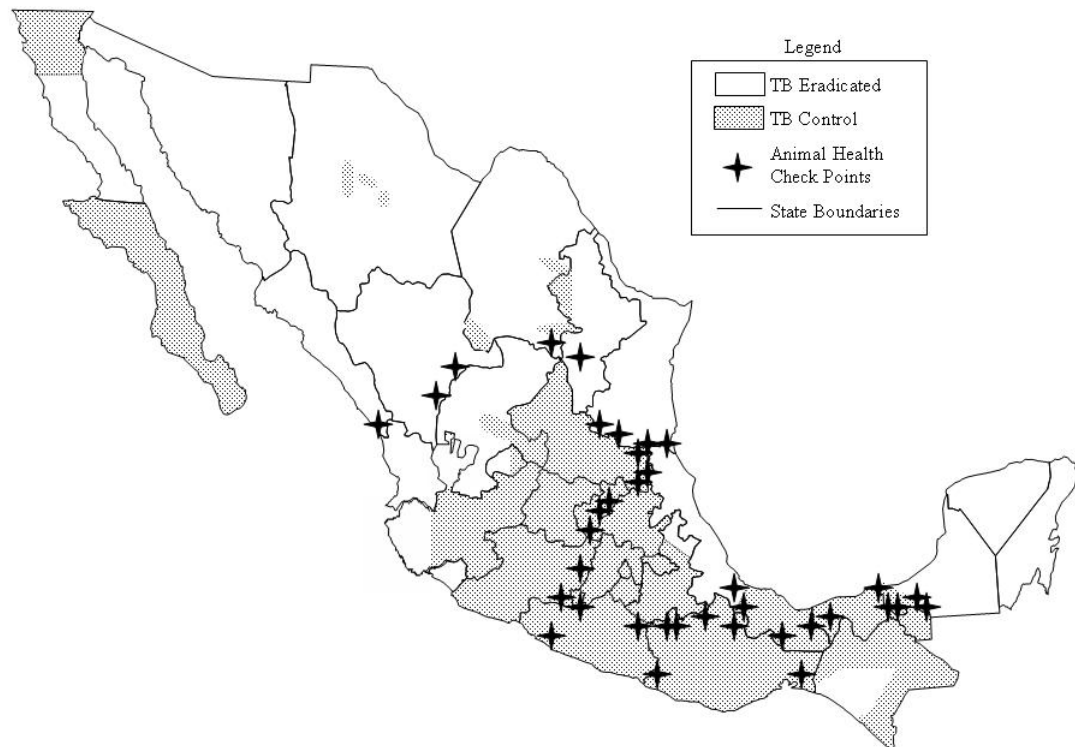 Legend
TB Eradicated
TB Control
Animal Health
Check Points
State Boundaries